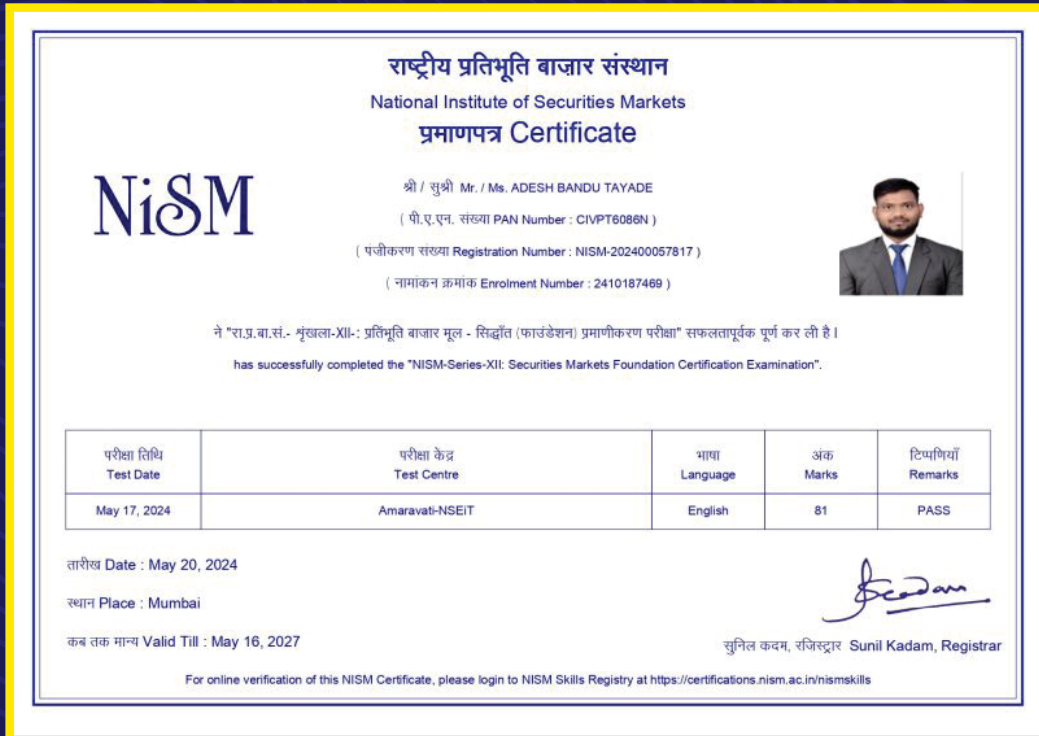 राष्ट्रीय प्रतिभूति बाज़ार संस्थान
National Institute of Securities Markets
प्रमाणपत्र Certificate
NiSM
श्री / सुश्री Mr. / Ms. ADESH BANDU TAYADE
( पी.ए.एन. संख्या PAN Number : CIVPT6086N )
( पंजीकरण संख्या Registration Number : NISM-202400057817 )
( नामांकन क्रमांक Enrolment Number : 2410187469 )
ने "रा.प्र.बा.सं.- शृंखला-XII-: प्रतिभूति बाजार मूल - सिद्धाँत (फाउंडेशन) प्रमाणीकरण परीक्षा" सफलतापूर्वक पूर्ण कर ली है ।
has successfully completed the "NISM-Series-XII: Securities Markets Foundation Certification Examination".
परीक्षा तिथि परीक्षा केंद्र भाषा अंक टिप्पणियाँ
Test Date Test Centre Language Marks Remarks
May 17, 2024 Amaravati-NSEiT English 81 PASS
तारीख Date : May 20, 2024
स्थान Place : Mumbai
कब तक मान्य Valid Till : May 16, 2027
सुनिल कदम, रजिस्ट्रार Sunil Kadam, Registrar
For online verification of this NISM Certificate, please login to NISM Skills Registry at https://certifications.nism.ac.in/nismskills